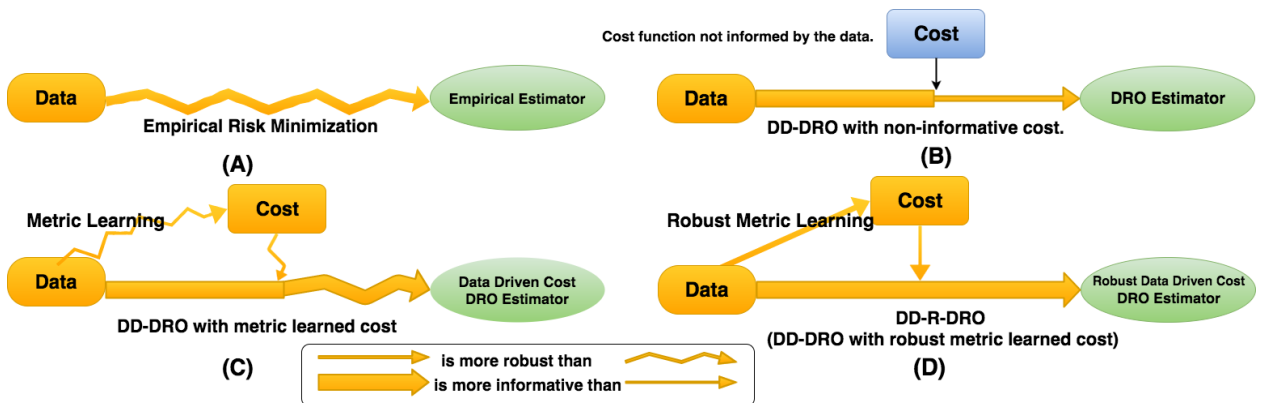 Data
Empirical Risk Minimization
Empirical Estimator
(A)
Cost function not informed by the data.
Cost
Data
DRO Estimator
DD-DRO with non-informative cost.
(B)
Metric Learning
Cost
Data
Data Driven Cost
DRO Estimator
DD-DRO with metric learned cost
(C)
Robust Metric Learning
Cost
Data
Robust Data Driven Cost
DRO Estimator
DD-R-DRO
(DD-DRO with robust metric learned cost)
(D)
is more robust than
is more informative than